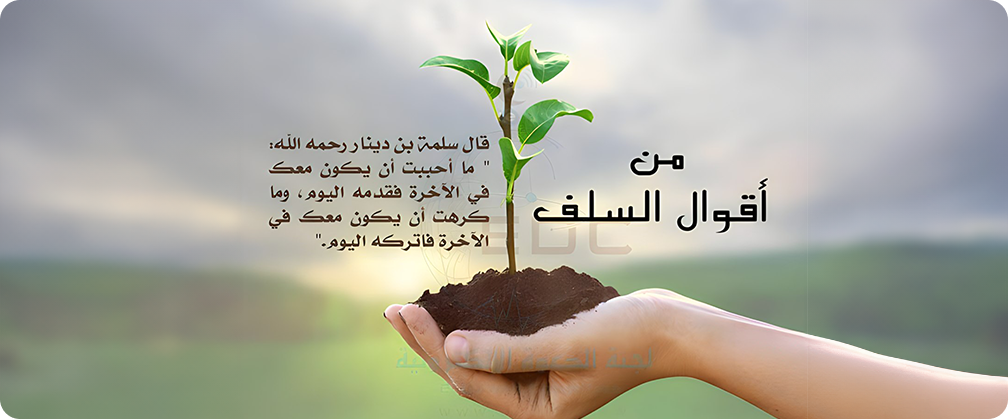 من
أقوال السلف
قال سلمة بن دينار رحمه الله:
" ما أحببت أن يكون معك
في الآخرة فقدمه اليوم، وما
كرهت أن يكون معك في
الآخرة فاتركه اليوم."
EDC